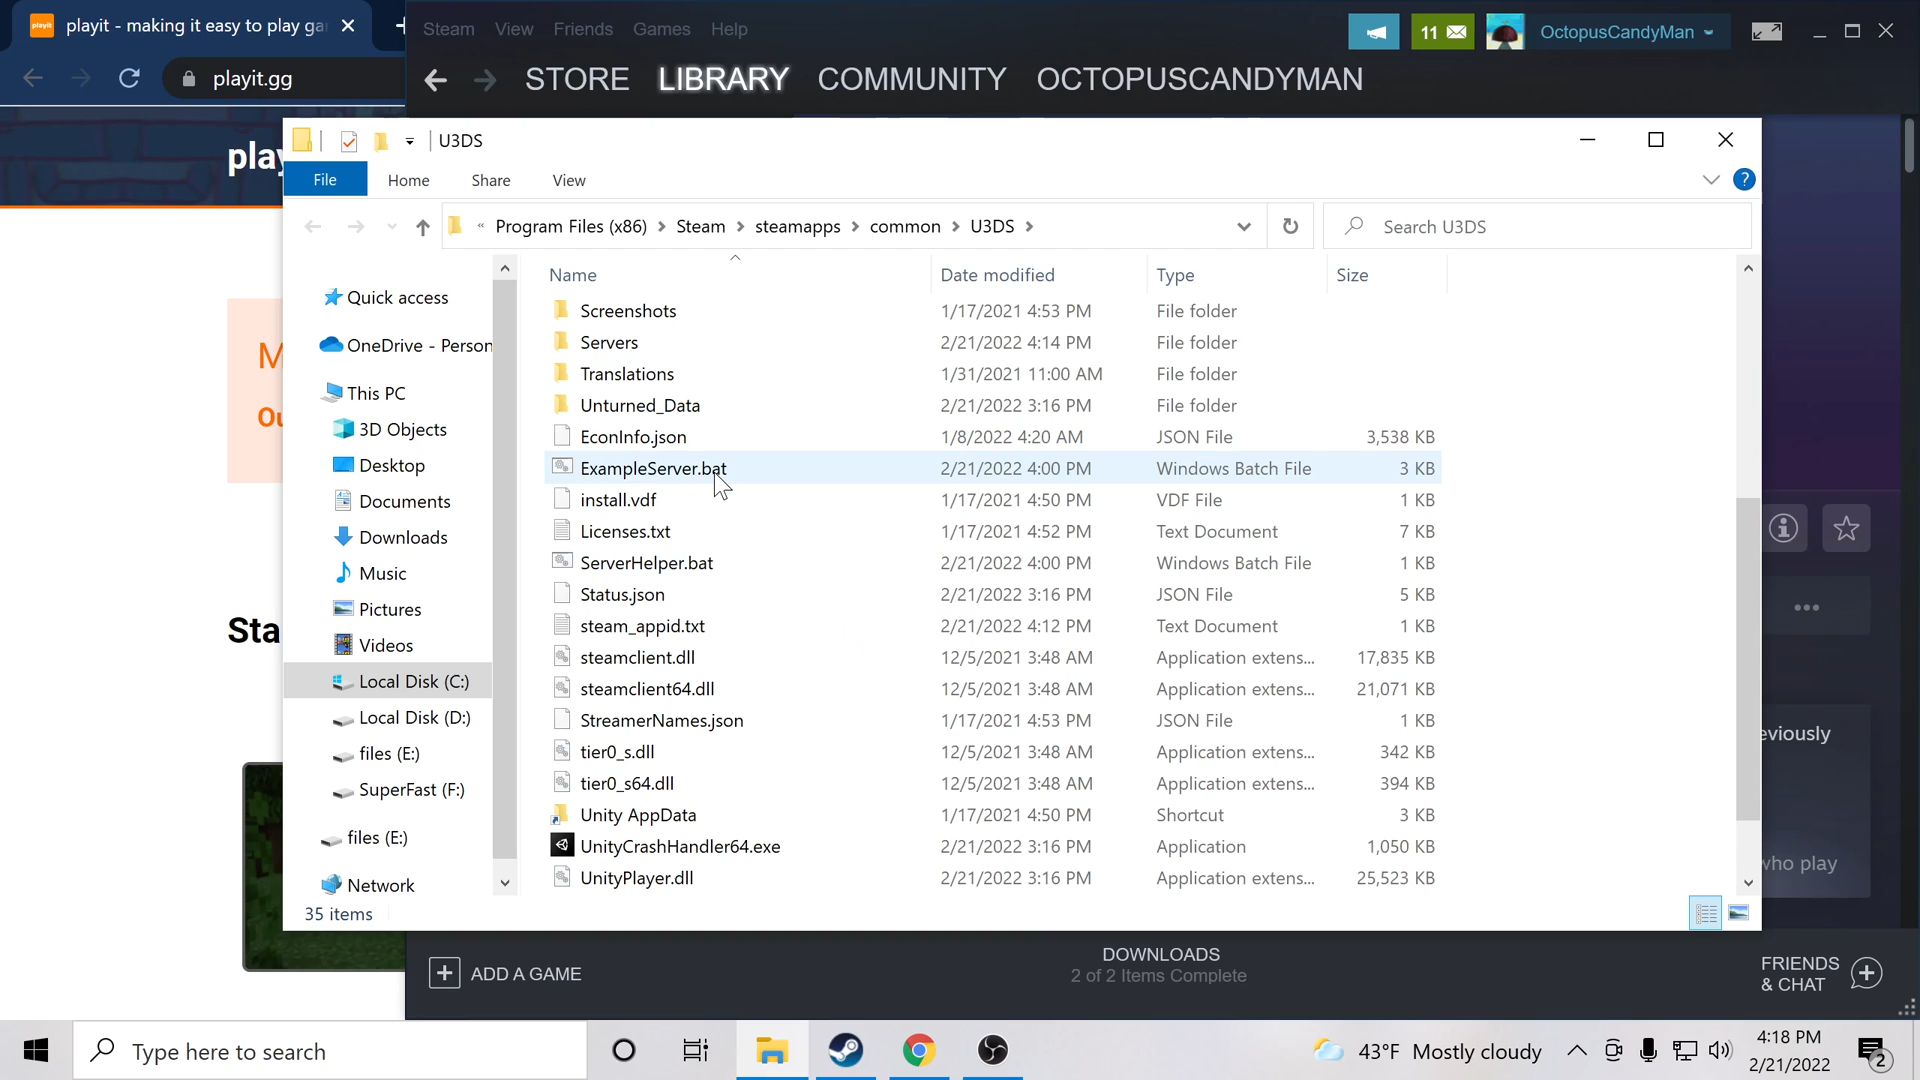 playit - making it easy to play ga
Steam View Friends Games Help
11
OctopusCandyMan
playit.gg
STORE LIBRARY COMMUNITY OCTOPUSCANDYMAN
U3DS
File Home Share View
« Program Files (x86) > Steam > steamapps > common > U3DS >
Search U3DS
Name Date modified Type Size
Screenshots 1/17/2021 4:53 PM File folder
Servers 2/21/2022 4:14 PM File folder
Translations 1/31/2021 11:00 AM File folder
Unturned_Data 2/21/2022 3:16 PM File folder
EconInfo.json 1/8/2022 4:20 AM JSON File 3,538 KB
ExampleServer.bat 2/21/2022 4:00 PM Windows Batch File 3 KB
install.vdf 1/17/2021 4:50 PM VDF File 1 KB
Licenses.txt 1/17/2021 4:52 PM Text Document 7 KB
ServerHelper.bat 2/21/2022 4:00 PM Windows Batch File 1 KB
Status.json 2/21/2022 3:16 PM JSON File 5 KB
steam_appid.txt 2/21/2022 4:12 PM Text Document 1 KB
steamclient.dll 12/5/2021 3:48 AM Application extens... 17,835 KB
steamclient64.dll 12/5/2021 3:48 AM Application extens... 21,071 KB
StreamerNames.json 1/17/2021 4:53 PM JSON File 1 KB
tier0_s.dll 12/5/2021 3:48 AM Application extens... 342 KB
tier0_s64.dll 12/5/2021 3:48 AM Application extens... 394 KB
Unity AppData 1/17/2021 4:50 PM Shortcut 3 KB
UnityCrashHandler64.exe 2/21/2022 3:16 PM Application 1,050 KB
UnityPlayer.dll 2/21/2022 3:16 PM Application extens... 25,523 KB
Quick access
OneDrive - Person
This PC
3D Objects
Desktop
Documents
Downloads
Music
Pictures
Videos
Local Disk (C:)
Local Disk (D:)
files (E:)
SuperFast (F:)
files (E:)
Network
35 items
play
M
Ou
Sta
eviously
who play
ADD A GAME
DOWNLOADS
2 of 2 Items Complete
FRIENDS
& CHAT
Type here to search
43°F Mostly cloudy
4:18 PM
2/21/2022
2